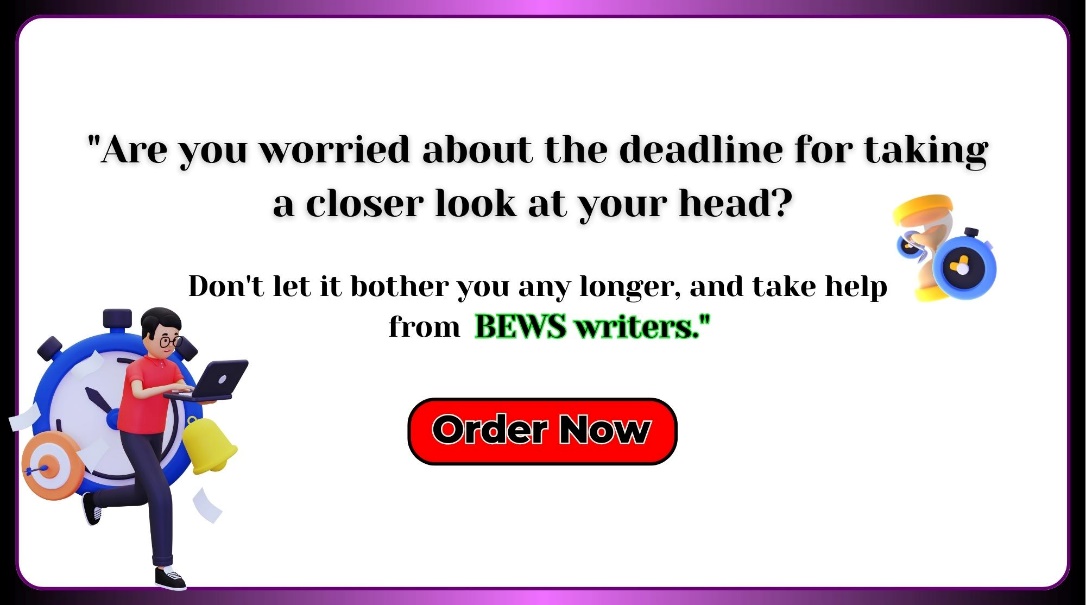 "Are you worried about the deadline for taking
a closer look at your head?
Don't let it bother you any longer, and take help
from BEWS writers."
Order Now